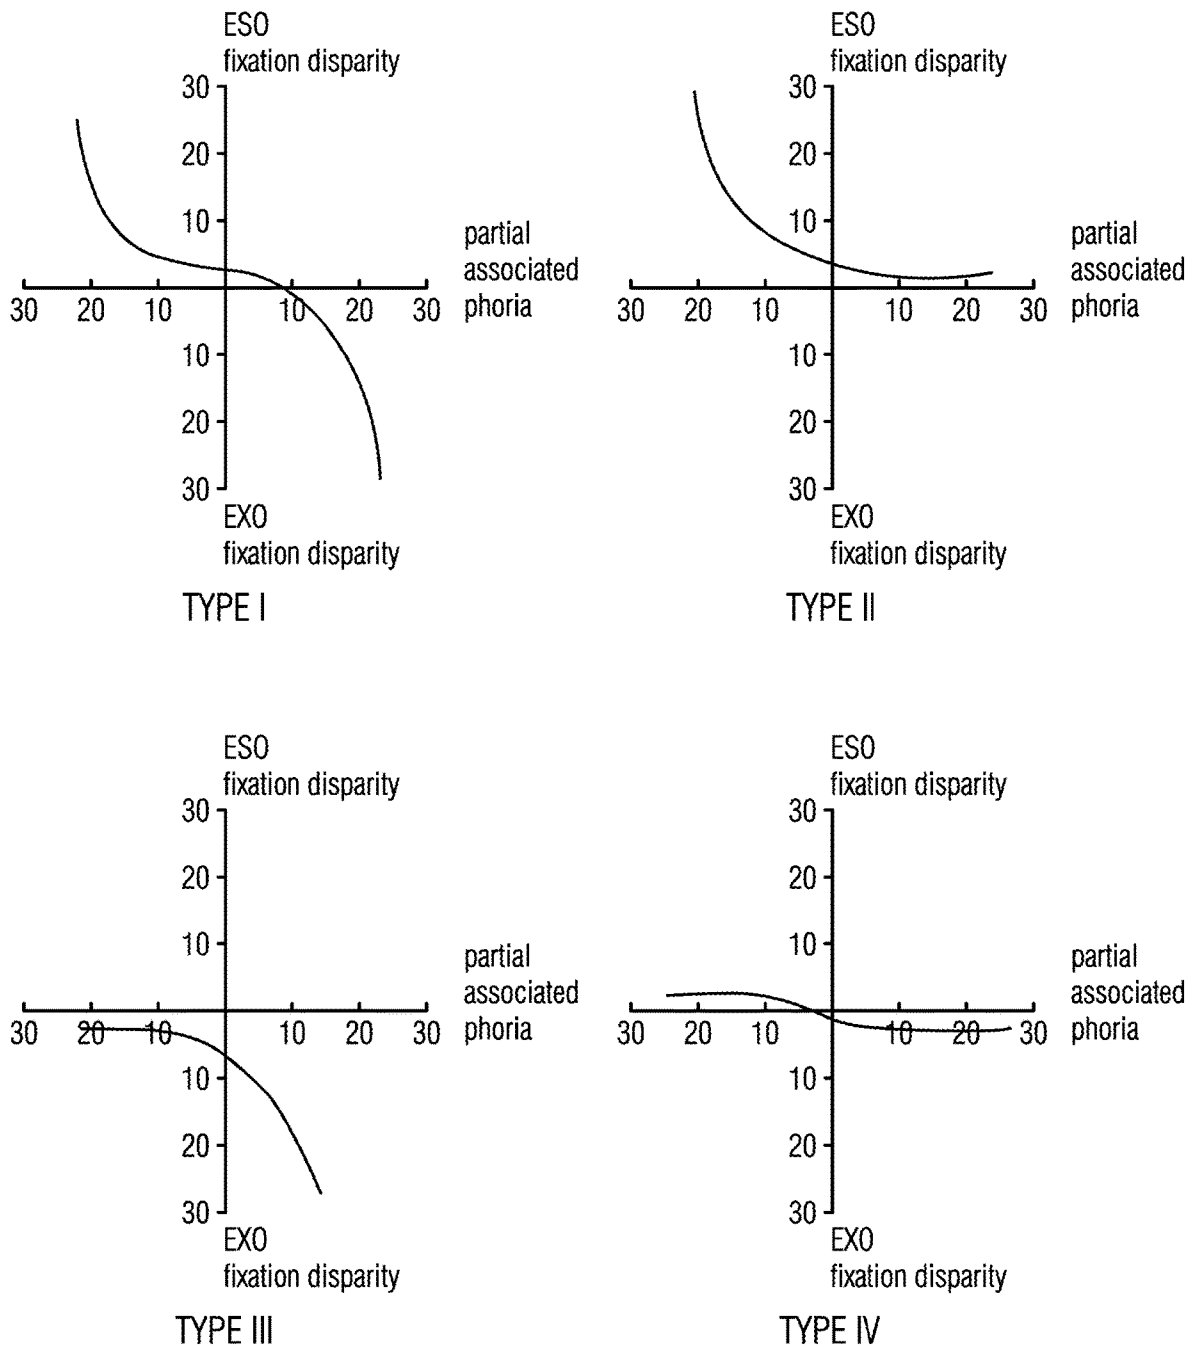 ESO
fixation disparity
30
20
10
partial
associated
phoria
30 20 10 10 20 30
10
20
30
EXO
fixation disparity
TYPE I
ESO
fixation disparity
30
20
10
partial
associated
phoria
30 20 10 10 20 30
10
20
30
EXO
fixation disparity
TYPE II
ESO
fixation disparity
30
20
10
partial
associated
phoria
30 20 10 10 20 30
10
20
30
EXO
fixation disparity
TYPE III
ESO
fixation disparity
30
20
10
partial
associated
phoria
30 20 10 10 20 30
10
20
30
EXO
fixation disparity
TYPE IV